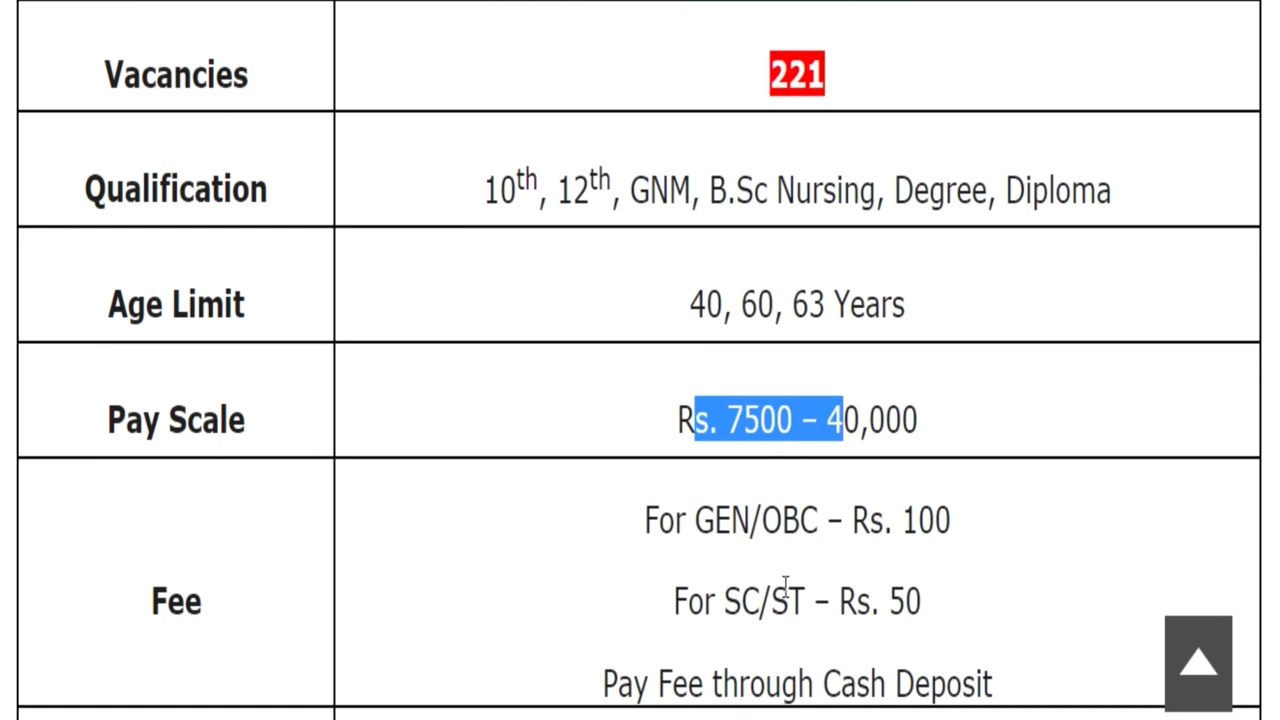 Vacancies 221
Qualification 10th, 12th, GNM, B.Sc Nursing, Degree, Diploma
Age Limit 40, 60, 63 Years
Pay Scale Rs. 7500 – 40,000
For GEN/OBC – Rs. 100
Fee For SC/ST – Rs. 50
Pay Fee through Cash Deposit